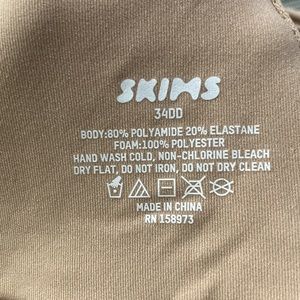 SKIMS
34DD
BODY:80% POLYAMIDE 20% ELASTANE
FOAM:100% POLYESTER
HAND WASH COLD, NON-CHLORINE BLEACH
DRY FLAT, DO NOT IRON, DO NOT DRY CLEAN
MADE IN CHINA
RN 158973